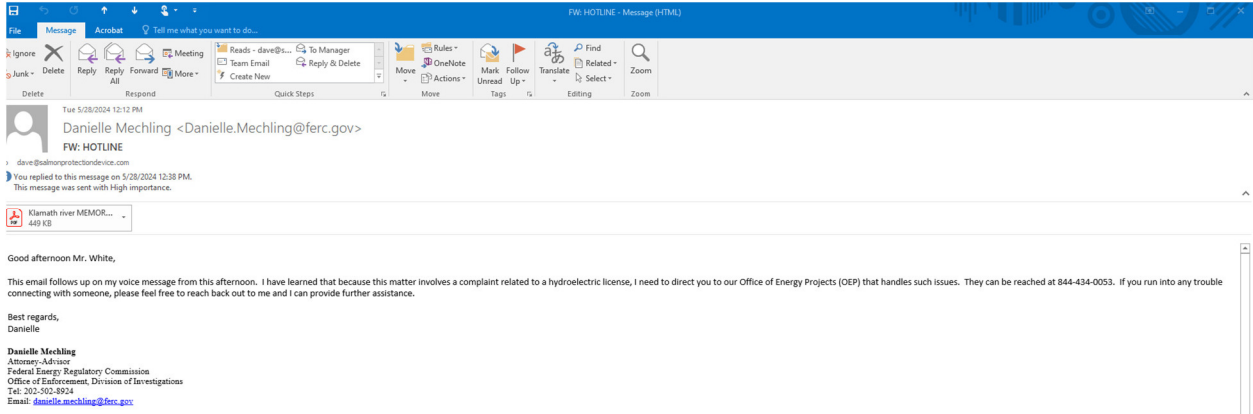 FW: HOTLINE - Message (HTML)
File Message Acrobat Tell me what you want to do...
Ignore
Junk
Delete
Reply
Reply All
Forward
Meeting
More
Reads - dave@s...
To Manager
Team Email
Reply & Delete
Create New
Move
Rules
OneNote
Actions
Mark Unread
Follow Up
Translate
Find
Related
Select
Zoom
Delete Respond Quick Steps Move Tags Editing Zoom
Tue 5/28/2024 12:12 PM
Danielle Mechling <Danielle.Mechling@ferc.gov>
FW: HOTLINE
dave@salmonprotectiondevice.com
You replied to this message on 5/28/2024 12:38 PM.
This message was sent with High importance.
Klamath river MEMOR...
449 KB
Good afternoon Mr. White,
This email follows up on my voice message from this afternoon.  I have learned that because this matter involves a complaint related to a hydroelectric license, I need to direct you to our Office of Energy Projects (OEP) that handles such issues.  They can be reached at 844-434-0053.  If you run into any trouble
connecting with someone, please feel free to reach back out to me and I can provide further assistance.
Best regards,
Danielle
Danielle Mechling
Attorney-Advisor
Federal Energy Regulatory Commission
Office of Enforcement, Division of Investigations
Tel: 202-502-8924
Email: danielle.mechling@ferc.gov